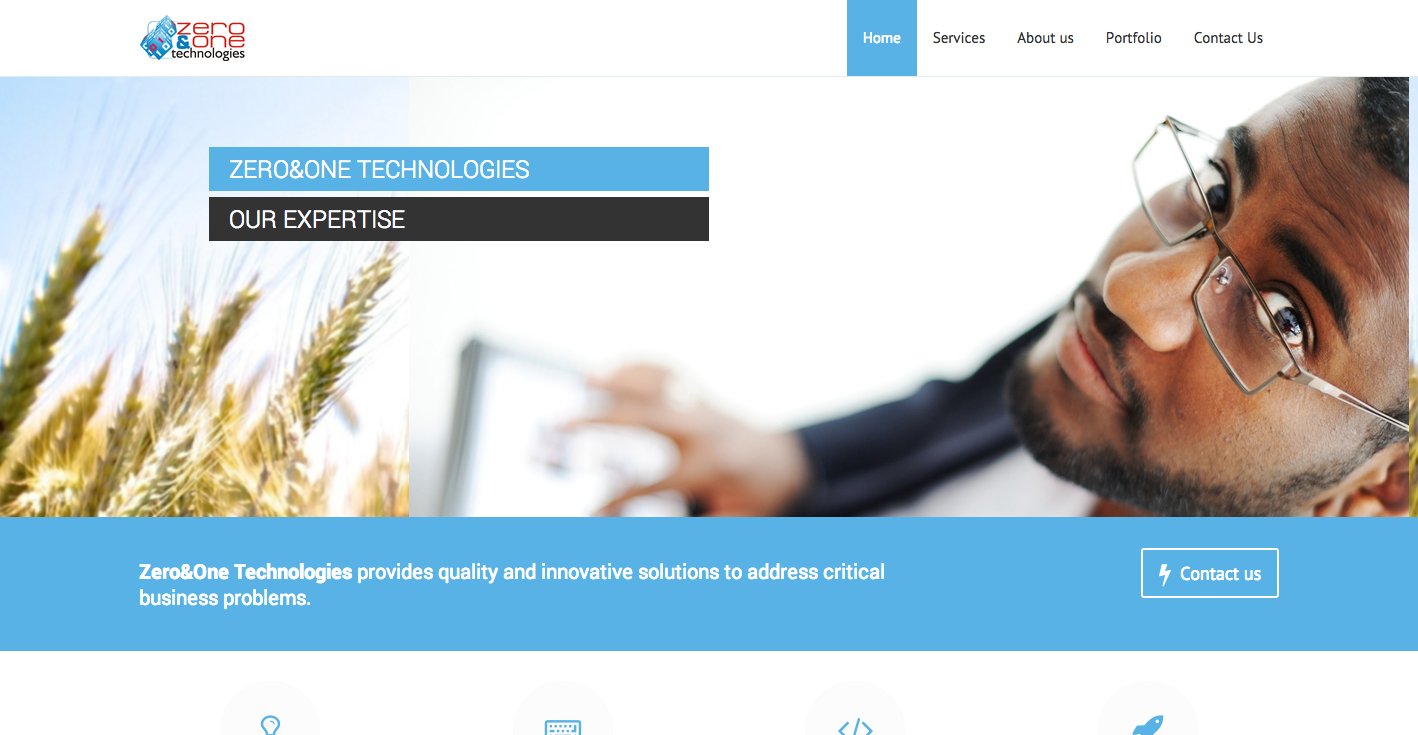 zero
&one
technologies
Home Services About us Portfolio Contact Us
ZERO&ONE TECHNOLOGIES
OUR EXPERTISE
Zero&One Technologies provides quality and innovative solutions to address critical
business problems.
Contact us